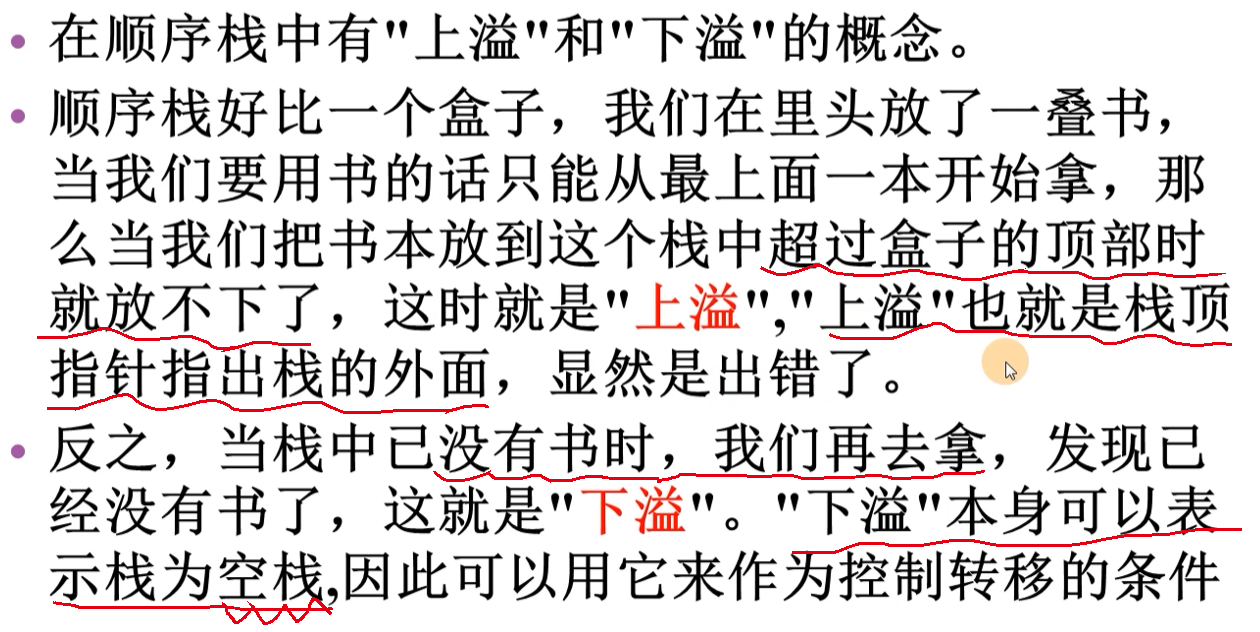 在顺序栈中有"上溢"和"下溢"的概念。
顺序栈好比一个盒子，我们在里头放了一叠书，
当我们要用书的话只能从最上面一本开始拿，那
么当我们把书本放到这个栈中超过盒子的顶部时
就放不下了，这时就是"上溢","上溢"也就是栈顶
指针指出栈的外面，显然是出错了。
反之，当栈中已没有书时，我们再去拿，发现已
经没有书了，这就是"下溢"。"下溢"本身可以表
示栈为空栈,因此可以用它来作为控制转移的条件